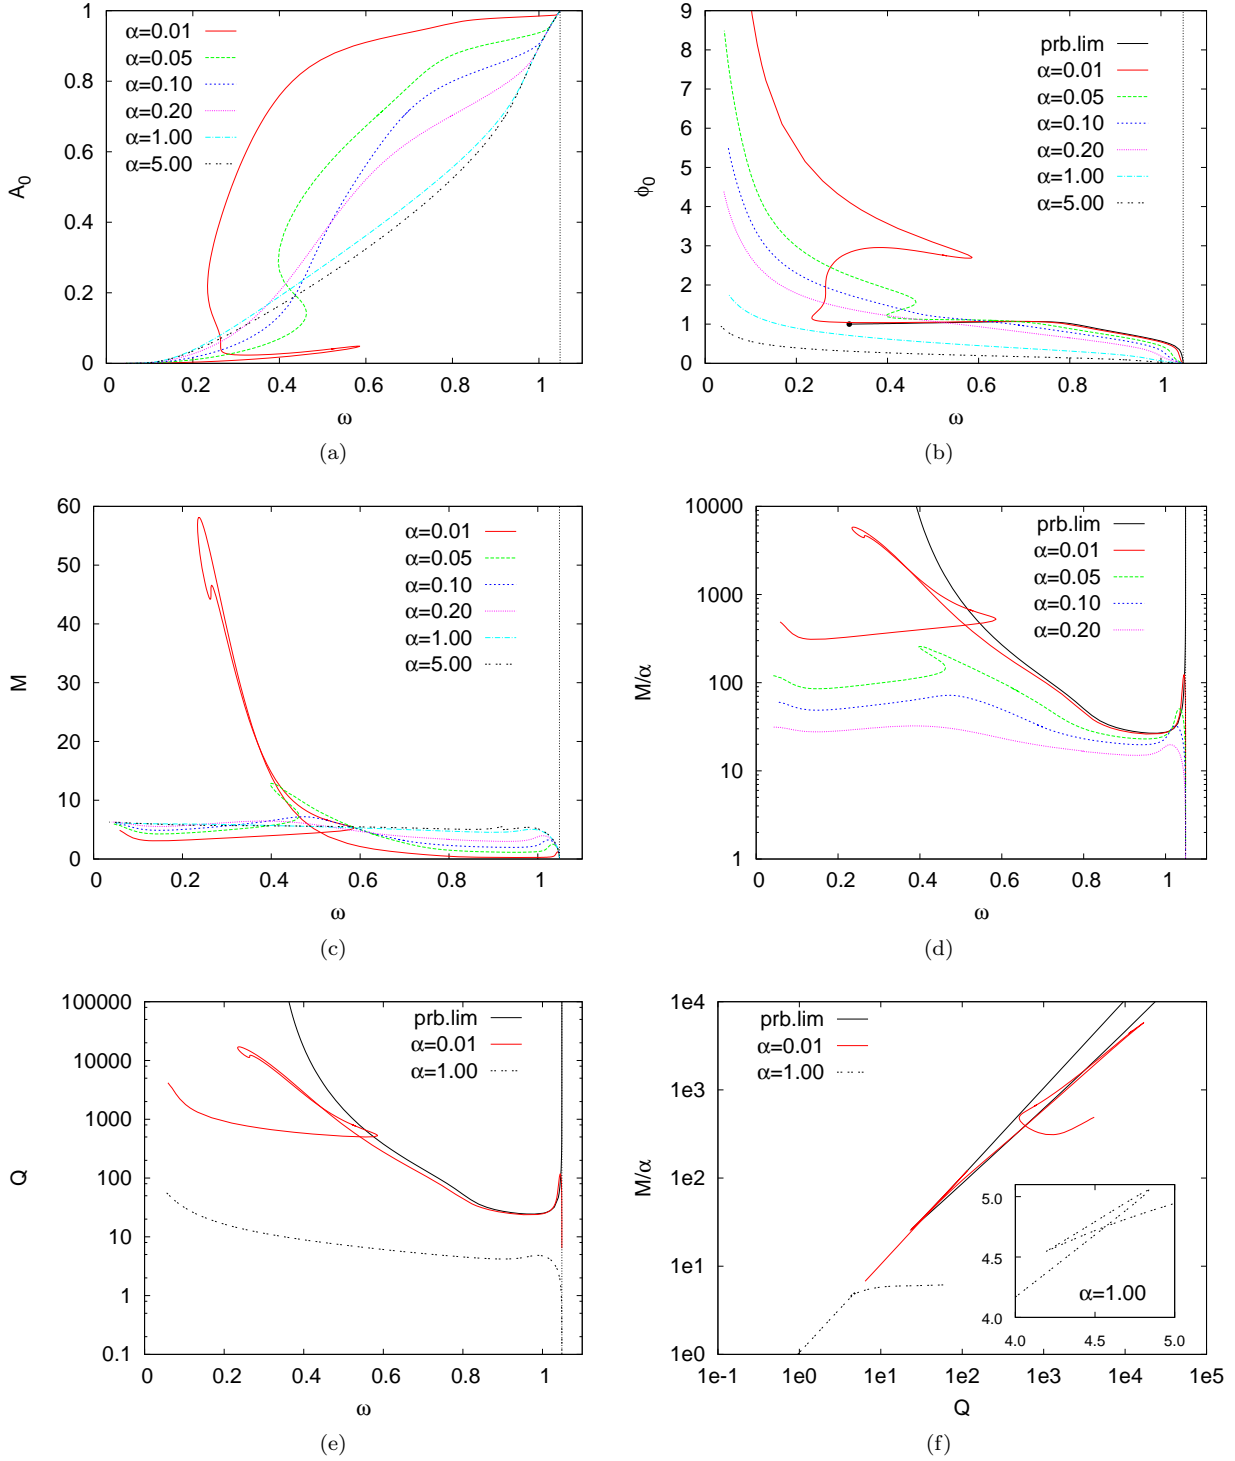 1
0.8
0.6
0.4
0.2
0
A0
α=0.01
α=0.05
α=0.10
α=0.20
α=1.00
α=5.00
0 0.2 0.4 0.6 0.8 1
ω
(a)
9
8
7
6
5
4
3
2
1
0
ϕ0
prb.lim
α=0.01
α=0.05
α=0.10
α=0.20
α=1.00
α=5.00
0 0.2 0.4 0.6 0.8 1
ω
(b)
60
50
40
30
20
10
0
M
α=0.01
α=0.05
α=0.10
α=0.20
α=1.00
α=5.00
0 0.2 0.4 0.6 0.8 1
ω
(c)
10000
1000
100
10
1
M/α
prb.lim
α=0.01
α=0.05
α=0.10
α=0.20
0 0.2 0.4 0.6 0.8 1
ω
(d)
100000
10000
1000
100
10
1
0.1
Q
prb.lim
α=0.01
α=1.00
0 0.2 0.4 0.6 0.8 1
ω
(e)
1e4
1e3
1e2
1e1
1e0
M/α
prb.lim
α=0.01
α=1.00
5.0
4.5
4.0
α=1.00
4.0 4.5 5.0
1e-1 1e0 1e1 1e2 1e3 1e4 1e5
Q
(f)